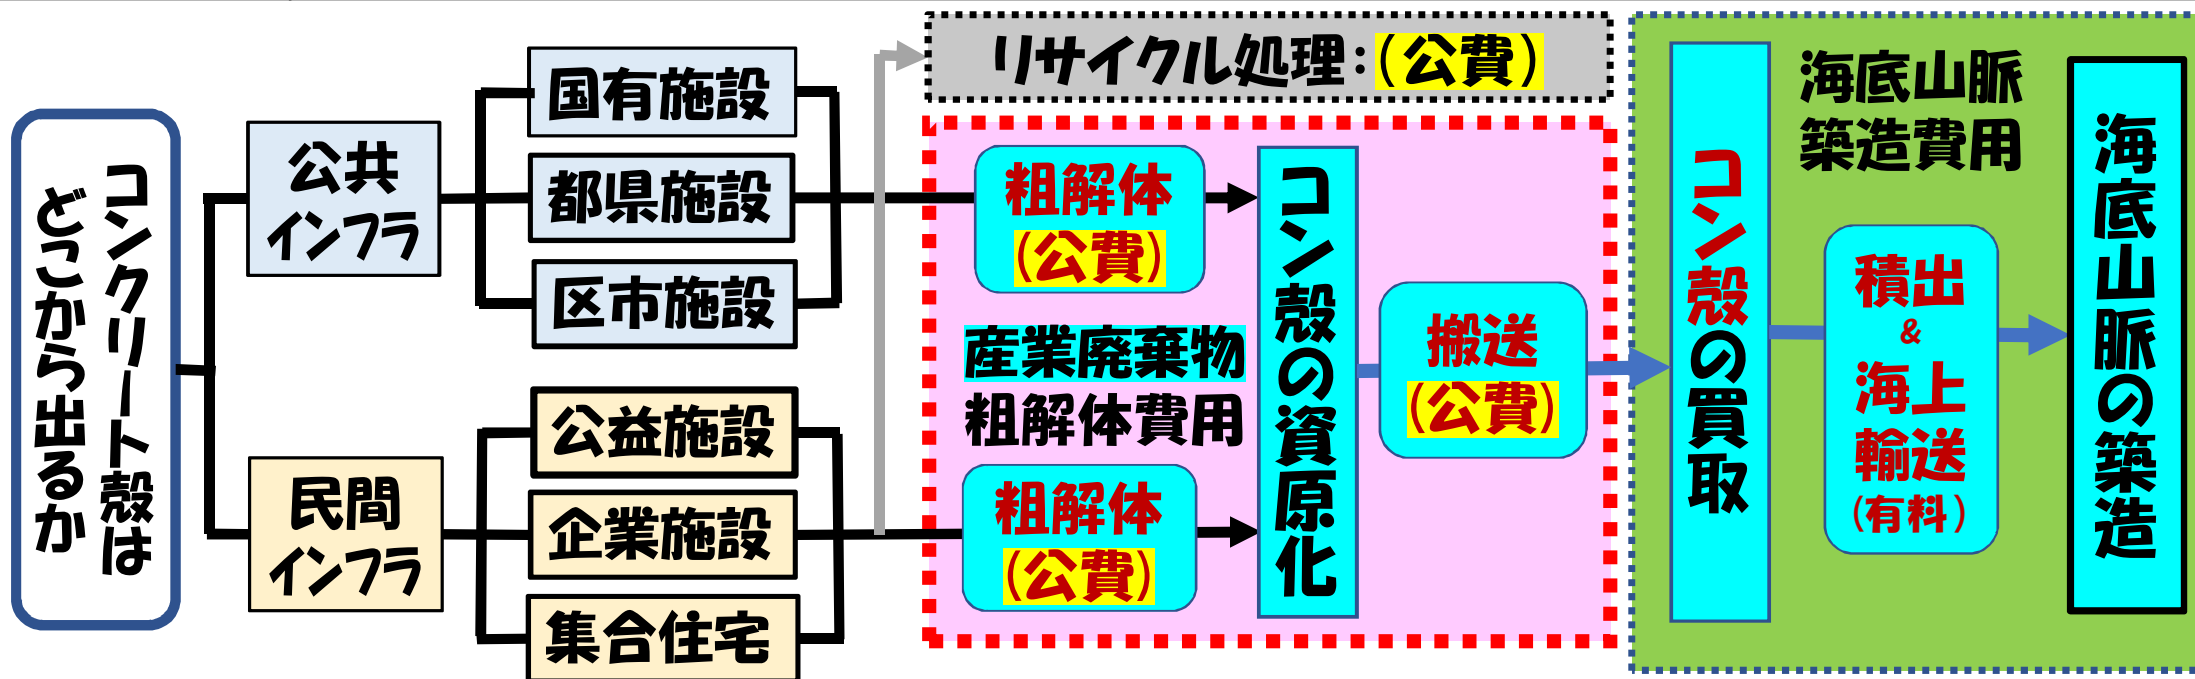 コンクリート殻は
どこから出るか
公共
インフラ
民間
インフラ
国有施設
都県施設
区市施設
公益施設
企業施設
集合住宅
リサイクル処理:(公費)
粗解体
(公費)
産業廃棄物
粗解体費用
粗解体
(公費)
コン殻の資原化
搬送
(公費)
コン殻の買取
海底山脈
築造費用
積出
&
海上
輸送
(有料)
海底山脈の築造